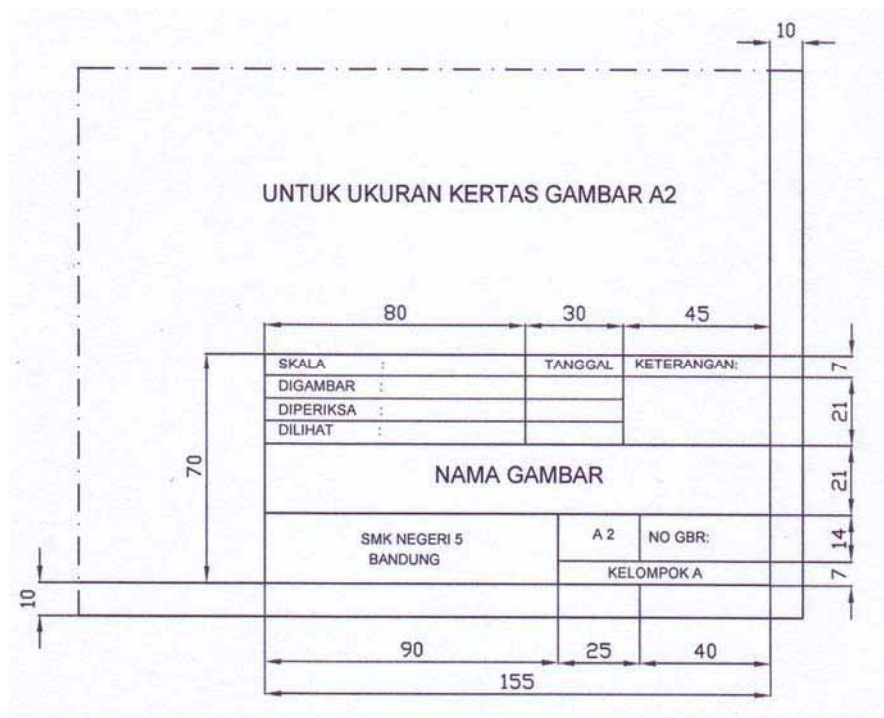 10
UNTUK UKURAN KERTAS GAMBAR A2
80 30 45
SKALA : TANGGAL KETERANGAN: 7
DIGAMBAR :
DIPERIKSA : 21
DILIHAT :
70 NAMA GAMBAR 21
SMK NEGERI 5 A 2 NO GBR: 14
BANDUNG
KELOMPOK A 7
10
90 25 40
155